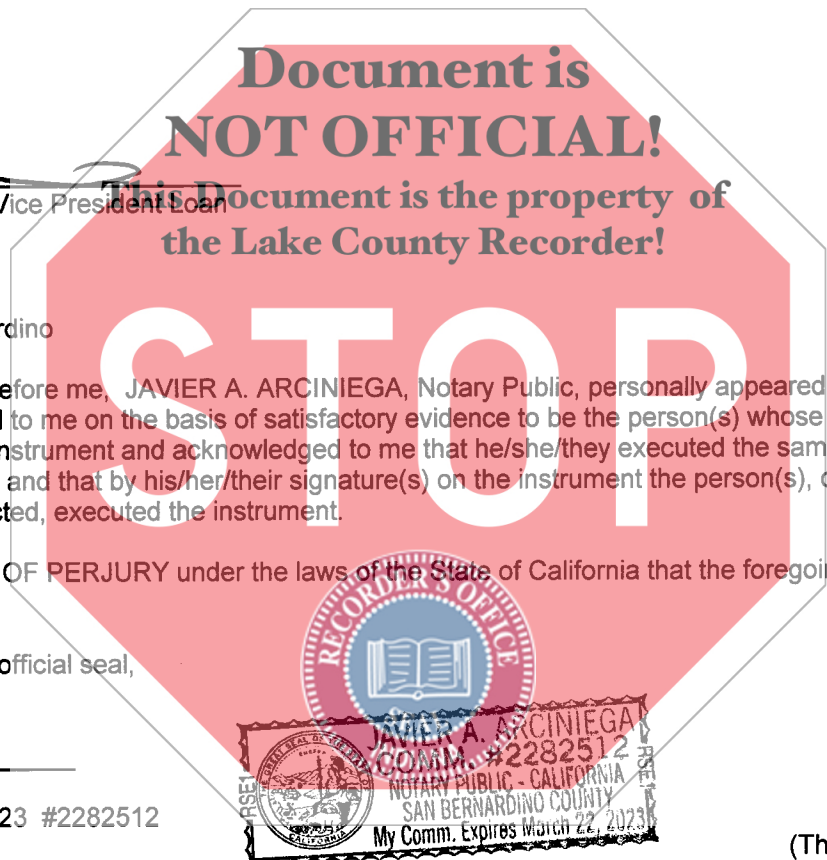 Document is
NOT OFFICIAL!
This Document is the property of
the Lake County Recorder!
Vice President Loan
STOP
rdino
efore me, JAVIER A. ARCINIEGA, Notary Public, personally appeared
to me on the basis of satisfactory evidence to be the person(s) whose
nstrument and acknowledged to me that he/she/they executed the sam
and that by his/her/their signature(s) on the instrument the person(s),
ted, executed the instrument.
OF PERJURY under the laws of the State of California that the foregoin
RECORDER'S OFFICE
official seal,
JAVIER A. ARCINIEGA
COMM. #2282512
NOTARY PUBLIC - CALIFORNIA
SAN BERNARDINO COUNTY
My Comm. Expires March 22, 2023
RSE1
RSE1
CALIFORNIA
23 #2282512
(Th